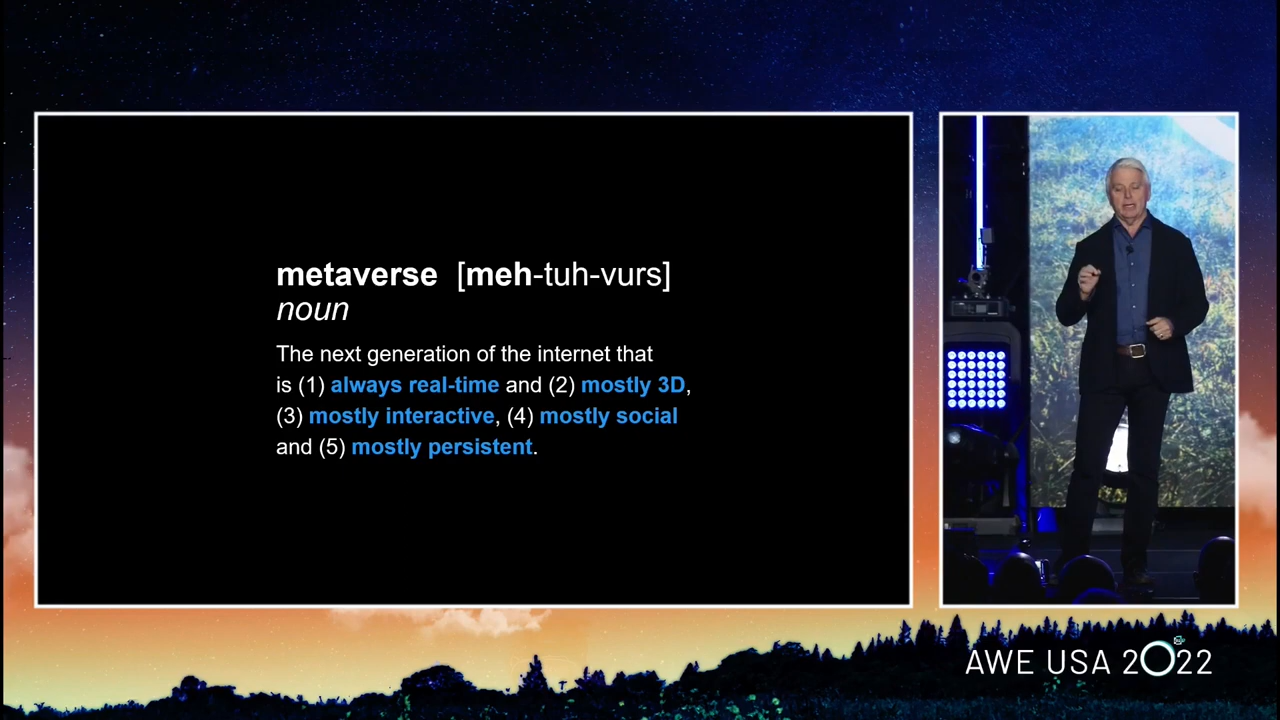 metaverse [meh-tuh-vurs]
noun
The next generation of the internet that
is (1) always real-time and (2) mostly 3D,
(3) mostly interactive, (4) mostly social
and (5) mostly persistent.
AWE USA 2022